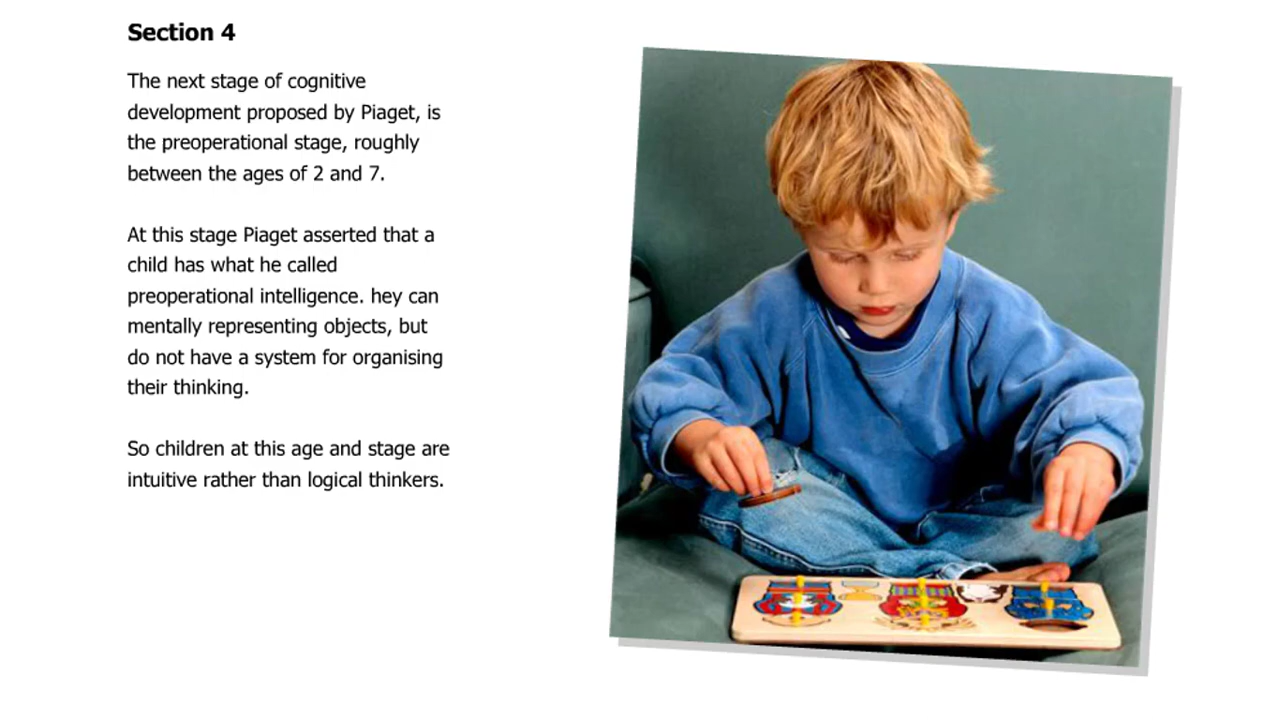 Section 4
The next stage of cognitive
development proposed by Piaget, is
the preoperational stage, roughly
between the ages of 2 and 7.
At this stage Piaget asserted that a
child has what he called
preoperational intelligence. hey can
mentally representing objects, but
do not have a system for organising
their thinking.
So children at this age and stage are
intuitive rather than logical thinkers.